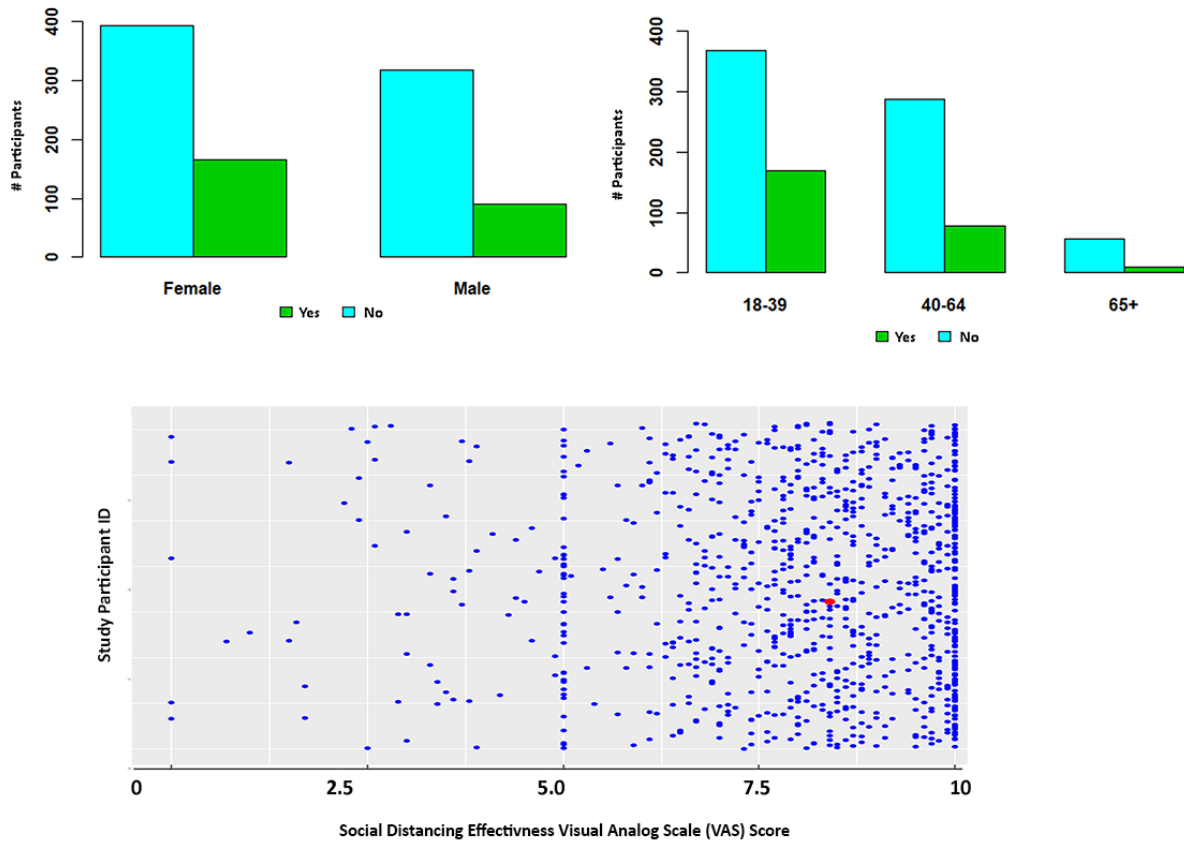 # Participants
400
300
200
100
0
Female Male
Yes No
# Participants
400
300
200
100
0
18-39 40-64 65+
Yes No
Study Participant ID
0 2.5 5.0 7.5 10
Social Distancing Effectivness Visual Analog Scale (VAS) Score